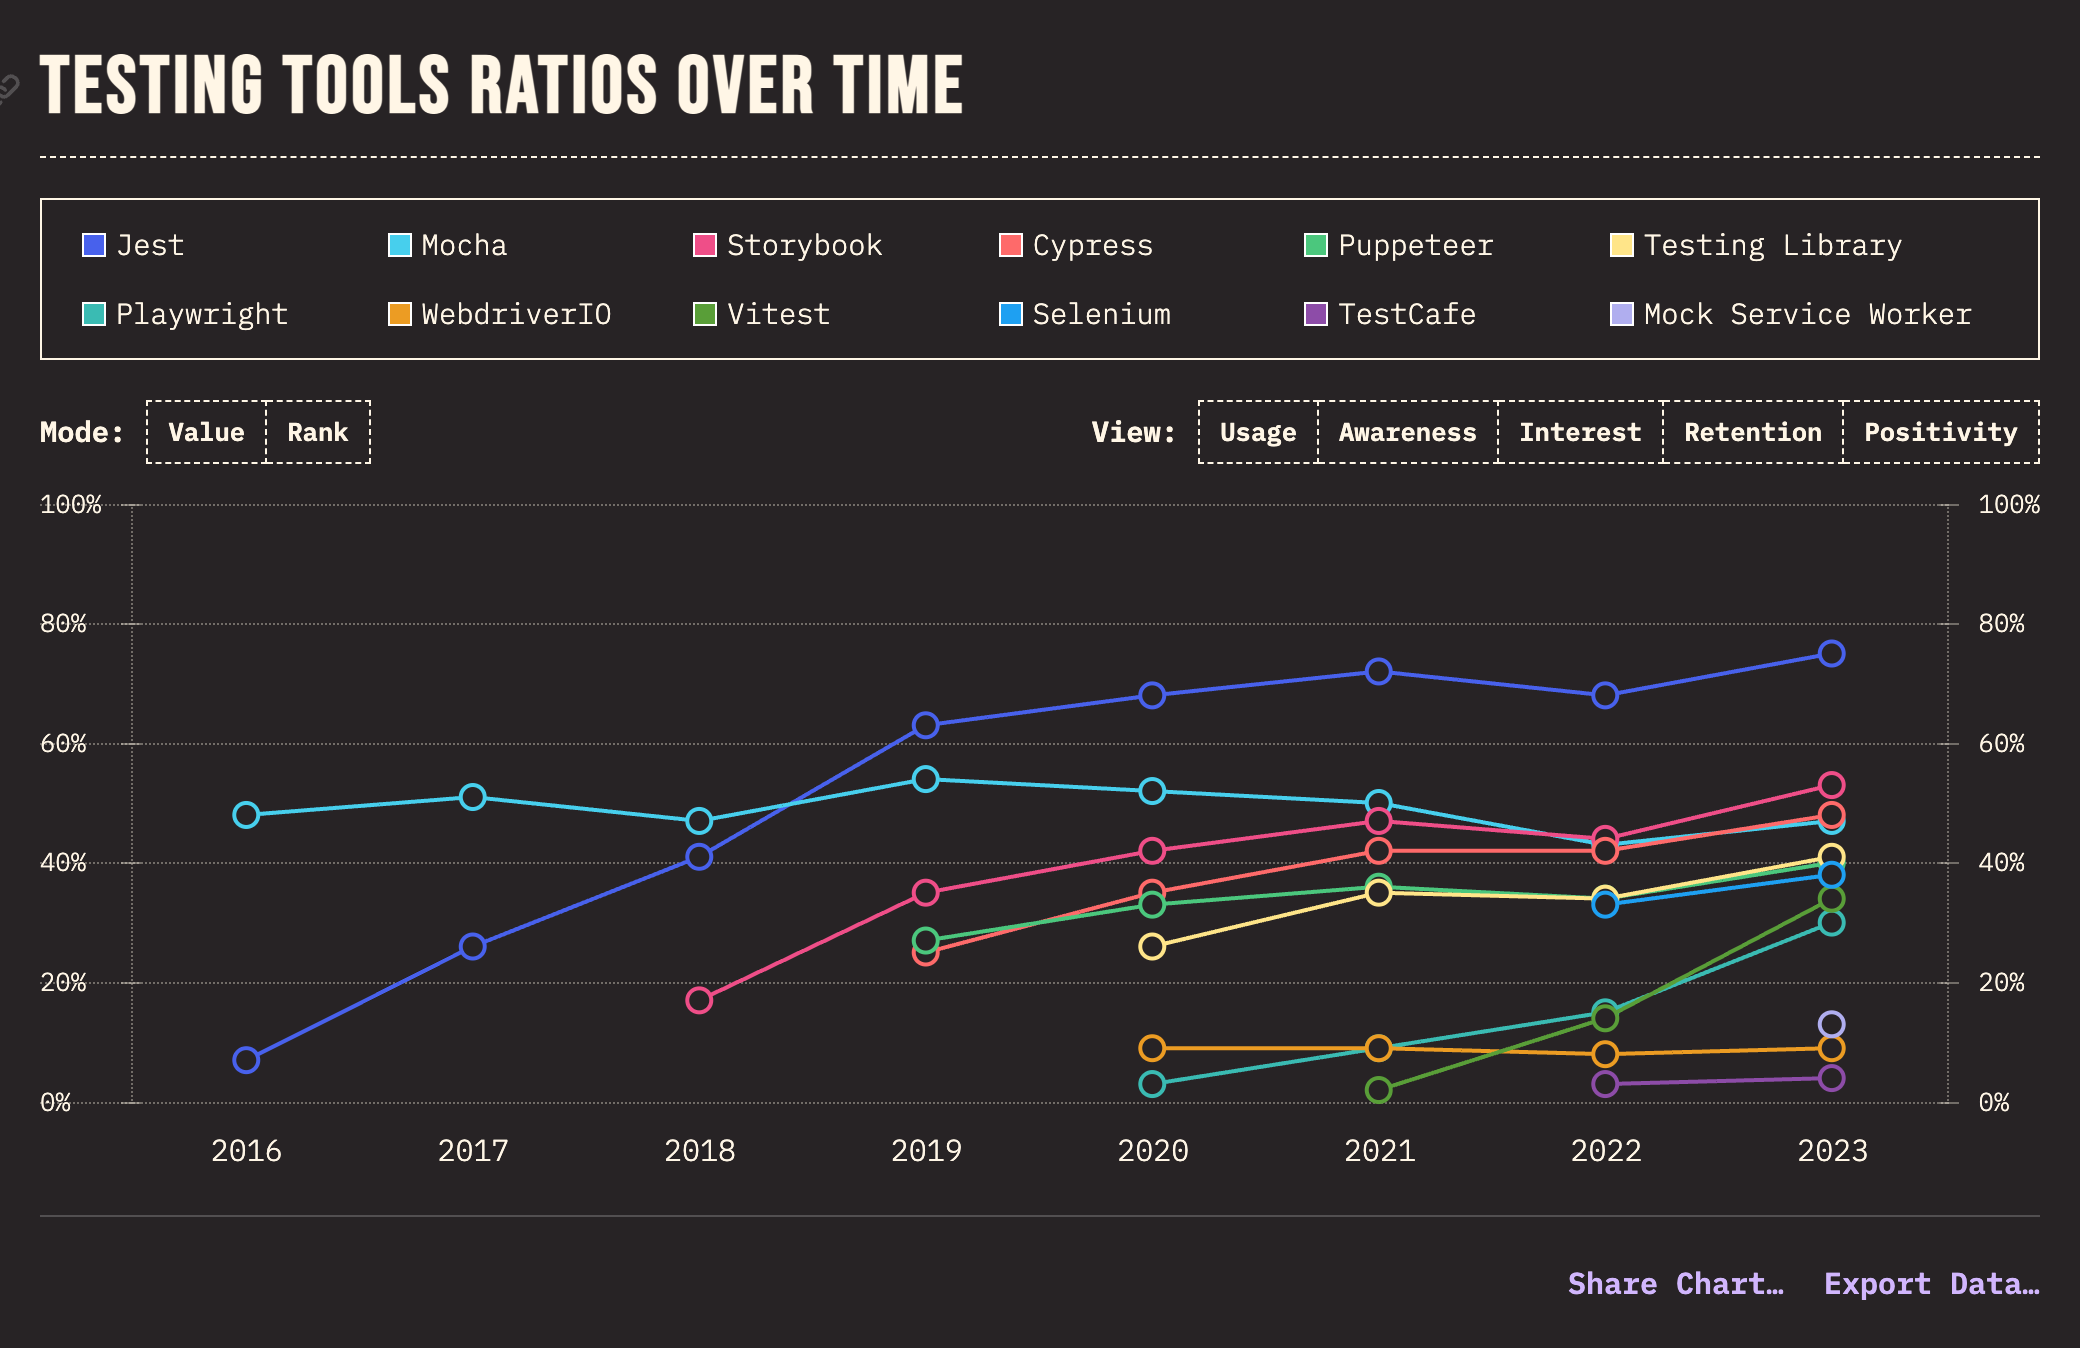 TESTING TOOLS RATIOS OVER TIME
Jest Mocha Storybook Cypress Puppeteer Testing Library
Playwright WebdriverIO Vitest Selenium TestCafe Mock Service Worker
Mode: Value Rank View: Usage Awareness Interest Retention Positivity
100% 100%
80% 80%
60% 60%
40% 40%
20% 20%
0% 0%
2016 2017 2018 2019 2020 2021 2022 2023
Share Chart… Export Data…